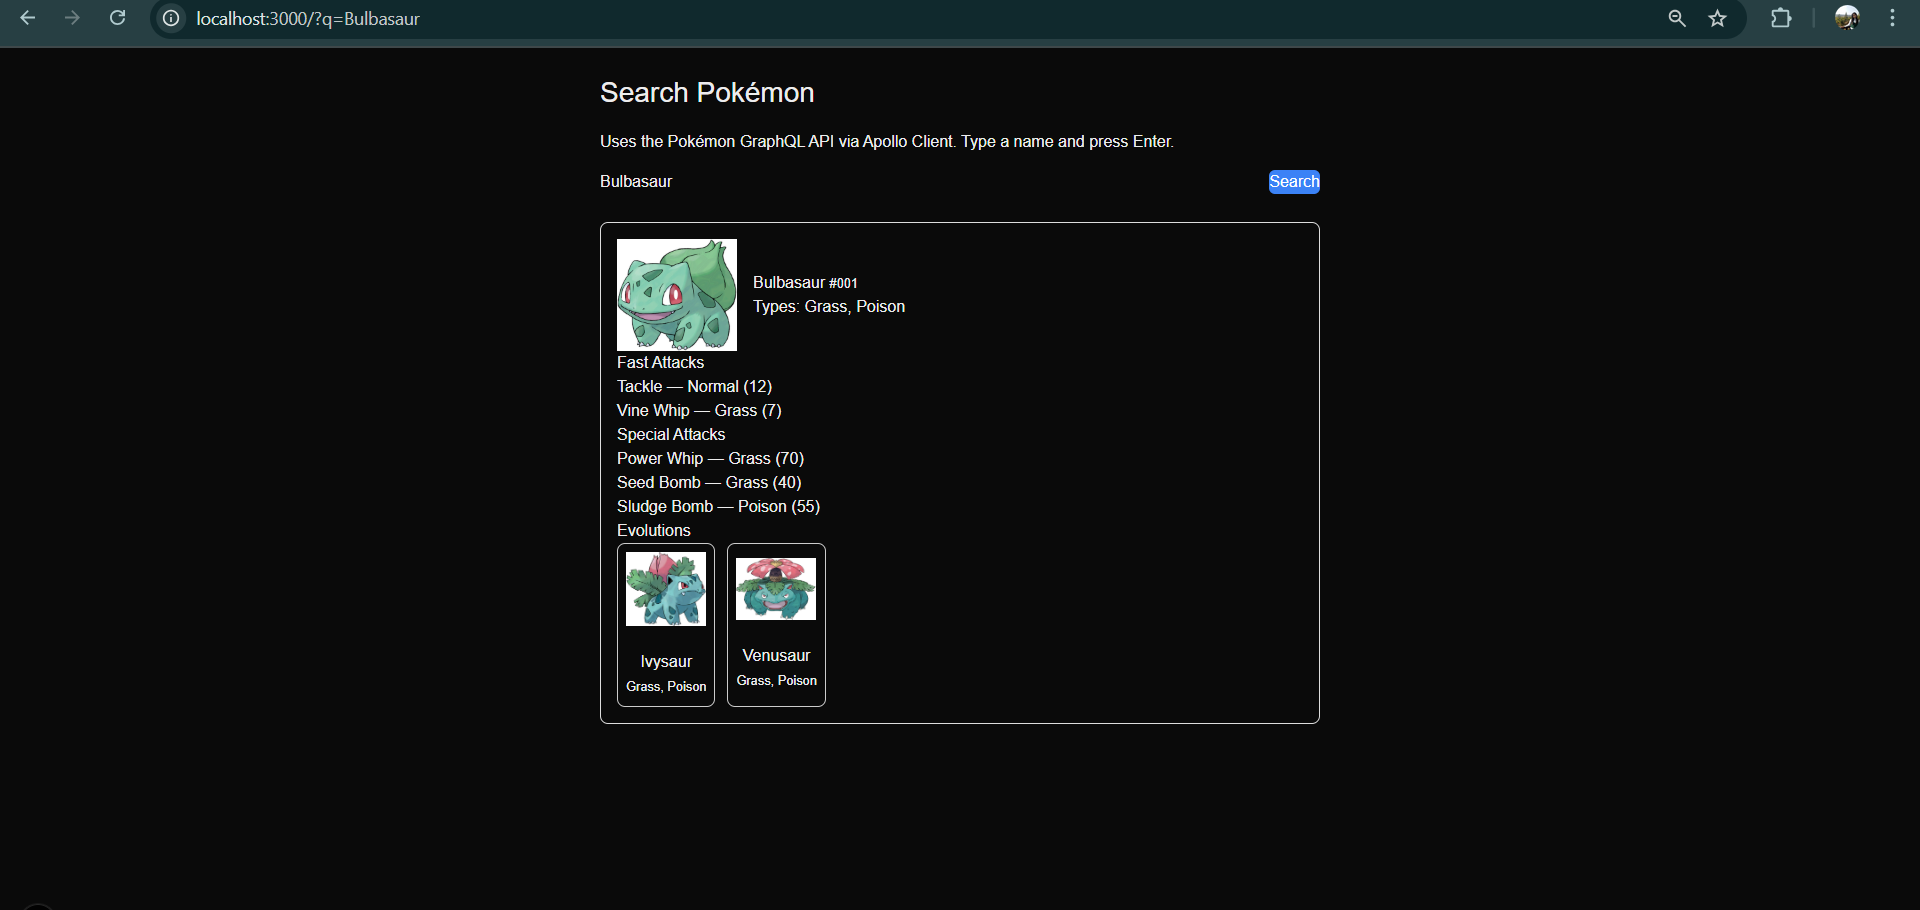 localhost:3000/?q=Bulbasaur
Search Pokémon
Uses the Pokémon GraphQL API via Apollo Client. Type a name and press Enter.
Bulbasaur
Search
Bulbasaur #001
Types: Grass, Poison
Fast Attacks
Tackle — Normal (12)
Vine Whip — Grass (7)
Special Attacks
Power Whip — Grass (70)
Seed Bomb — Grass (40)
Sludge Bomb — Poison (55)
Evolutions
Ivysaur
Grass, Poison
Venusaur
Grass, Poison